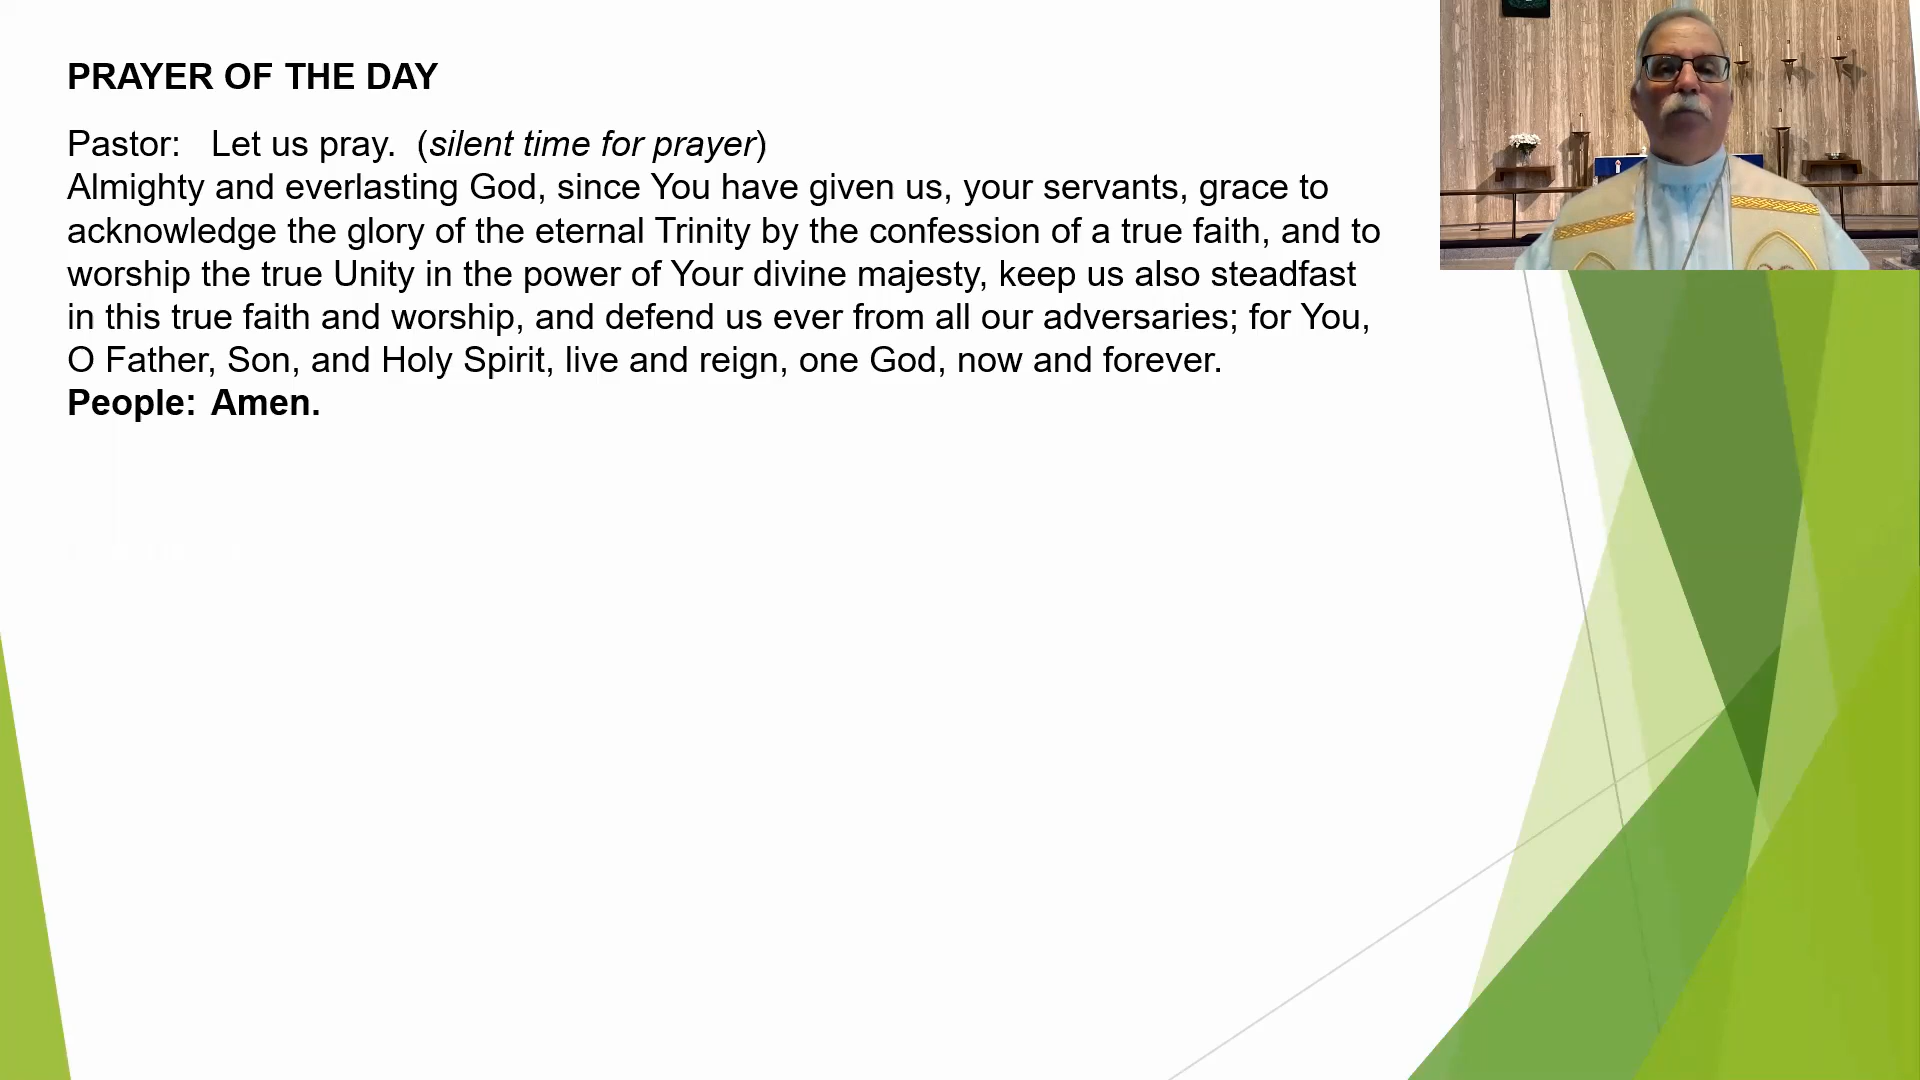 PRAYER OF THE DAY
Pastor: Let us pray. (silent time for prayer)
Almighty and everlasting God, since You have given us, your servants, grace to
acknowledge the glory of the eternal Trinity by the confession of a true faith, and to
worship the true Unity in the power of Your divine majesty, keep us also steadfast
in this true faith and worship, and defend us ever from all our adversaries; for You,
O Father, Son, and Holy Spirit, live and reign, one God, now and forever.
People: Amen.